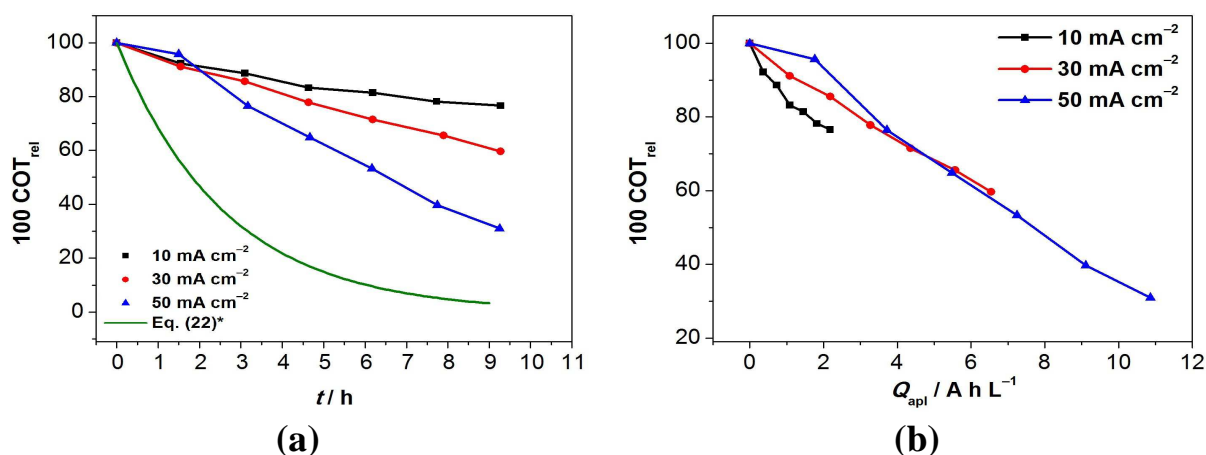 100 COT_rel
100
80
60
40
20
0
10 mA cm⁻²
30 mA cm⁻²
50 mA cm⁻²
Eq. (22)*
0 1 2 3 4 5 6 7 8 9 10 11
t / h
(a)
100 COT_rel
100
80
60
40
20
10 mA cm⁻²
30 mA cm⁻²
50 mA cm⁻²
0 2 4 6 8 10 12
Q_apl / A h L⁻¹
(b)